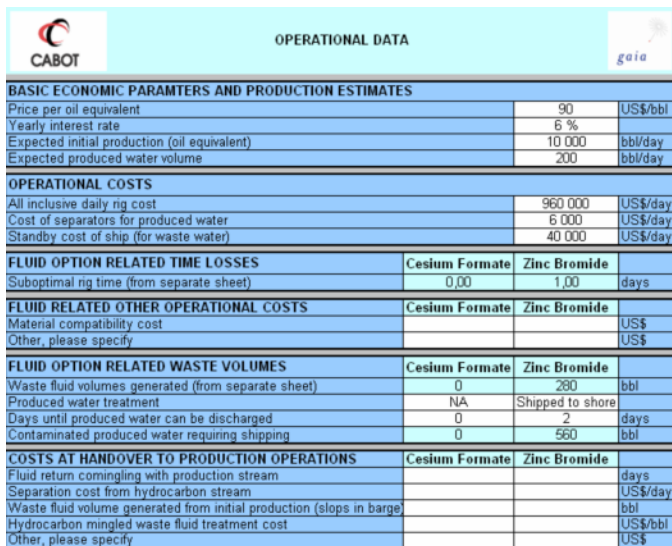 CABOT
OPERATIONAL DATA
gaia
BASIC ECONOMIC PARAMTERS AND PRODUCTION ESTIMATES
Price per oil equivalent 90 US$/bbl
Yearly interest rate 6 %
Expected initial production (oil equivalent) 10 000 bbl/day
Expected produced water volume 200 bbl/day
OPERATIONAL COSTS
All inclusive daily rig cost 960 000 US$/day
Cost of separators for produced water 6 000 US$/day
Standby cost of ship (for waste water) 40 000 US$/day
FLUID OPTION RELATED TIME LOSSES Cesium Formate Zinc Bromide
Suboptimal rig time (from separate sheet) 0,00 1,00 days
FLUID RELATED OTHER OPERATIONAL COSTS Cesium Formate Zinc Bromide
Material compatibility cost US$
Other, please specify US$
FLUID OPTION RELATED WASTE VOLUMES Cesium Formate Zinc Bromide
Waste fluid volumes generated (from separate sheet) 0 280 bbl
Produced water treatment NA Shipped to shore
Days until produced water can be discharged 0 2 days
Contaminated produced water requiring shipping 0 560 bbl
COSTS AT HANDOVER TO PRODUCTION OPERATIONS Cesium Formate Zinc Bromide
Fluid return comingling with production stream days
Separation cost from hydrocarbon stream US$/day
Waste fluid volume generated from initial production (slops in barge) bbl
Hydrocarbon mingled waste fluid treatment cost US$/bbl
Other, please specify US$